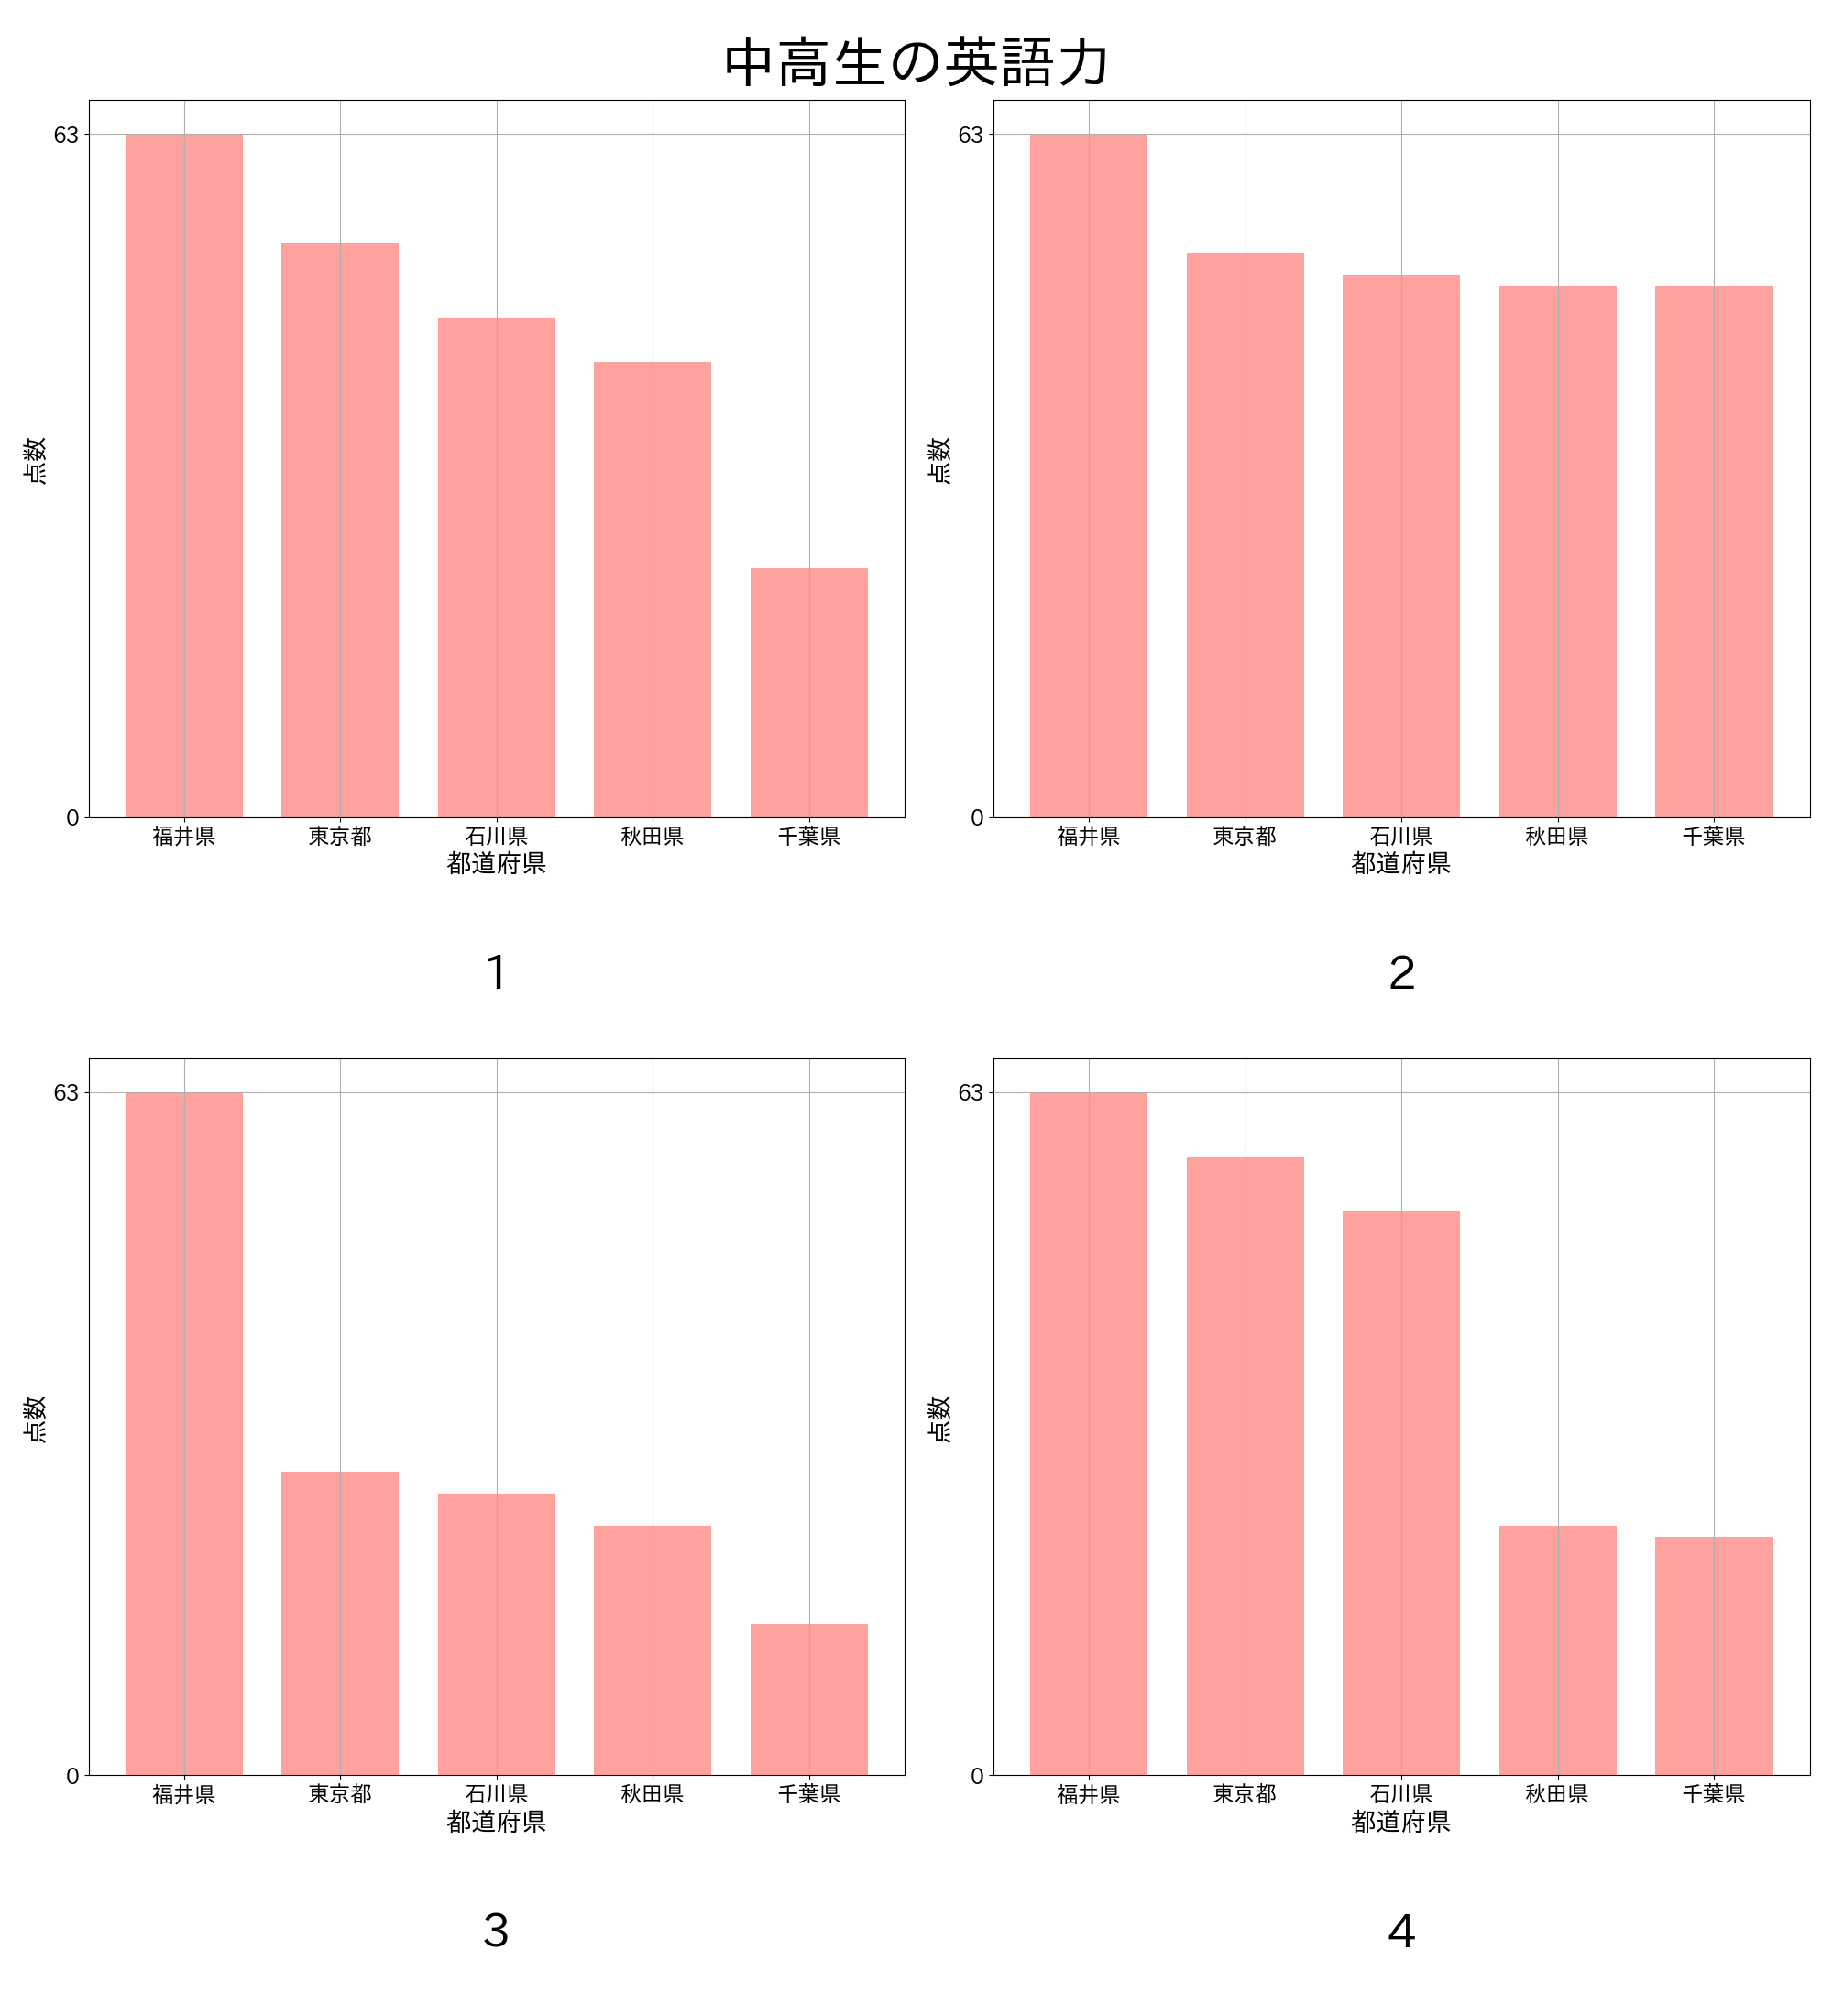 中高生の英語力
63
0
点数
福井県 東京都 石川県 秋田県 千葉県
都道府県
1
63
0
点数
福井県 東京都 石川県 秋田県 千葉県
都道府県
2
63
0
点数
福井県 東京都 石川県 秋田県 千葉県
都道府県
3
63
0
点数
福井県 東京都 石川県 秋田県 千葉県
都道府県
4